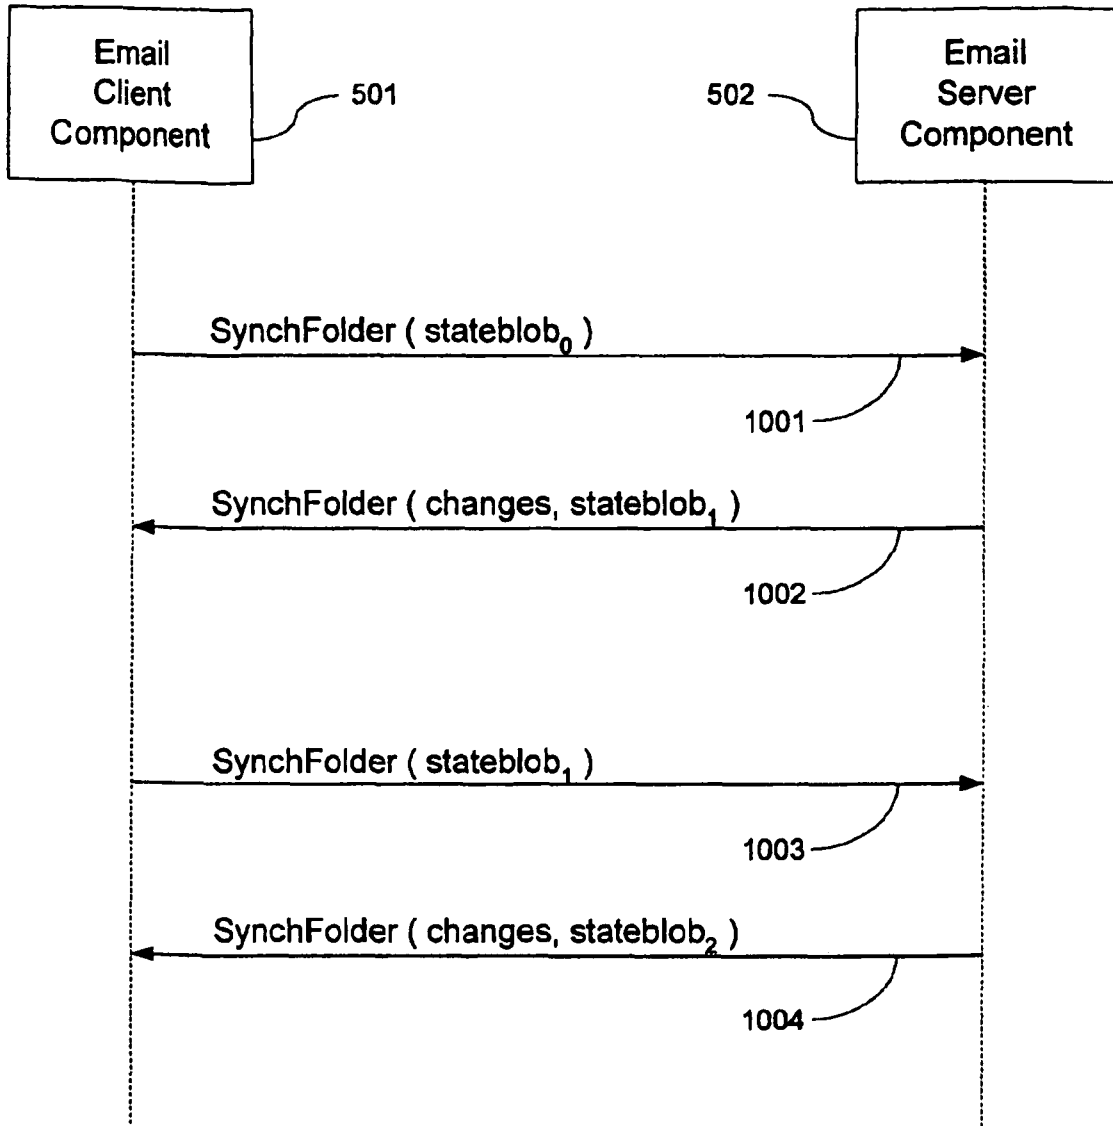 Email
Client
Component
501
502
Email
Server
Component
SynchFolder ( stateblob₀ )
1001
SynchFolder ( changes, stateblob₁ )
1002
SynchFolder ( stateblob₁ )
1003
SynchFolder ( changes, stateblob₂ )
1004